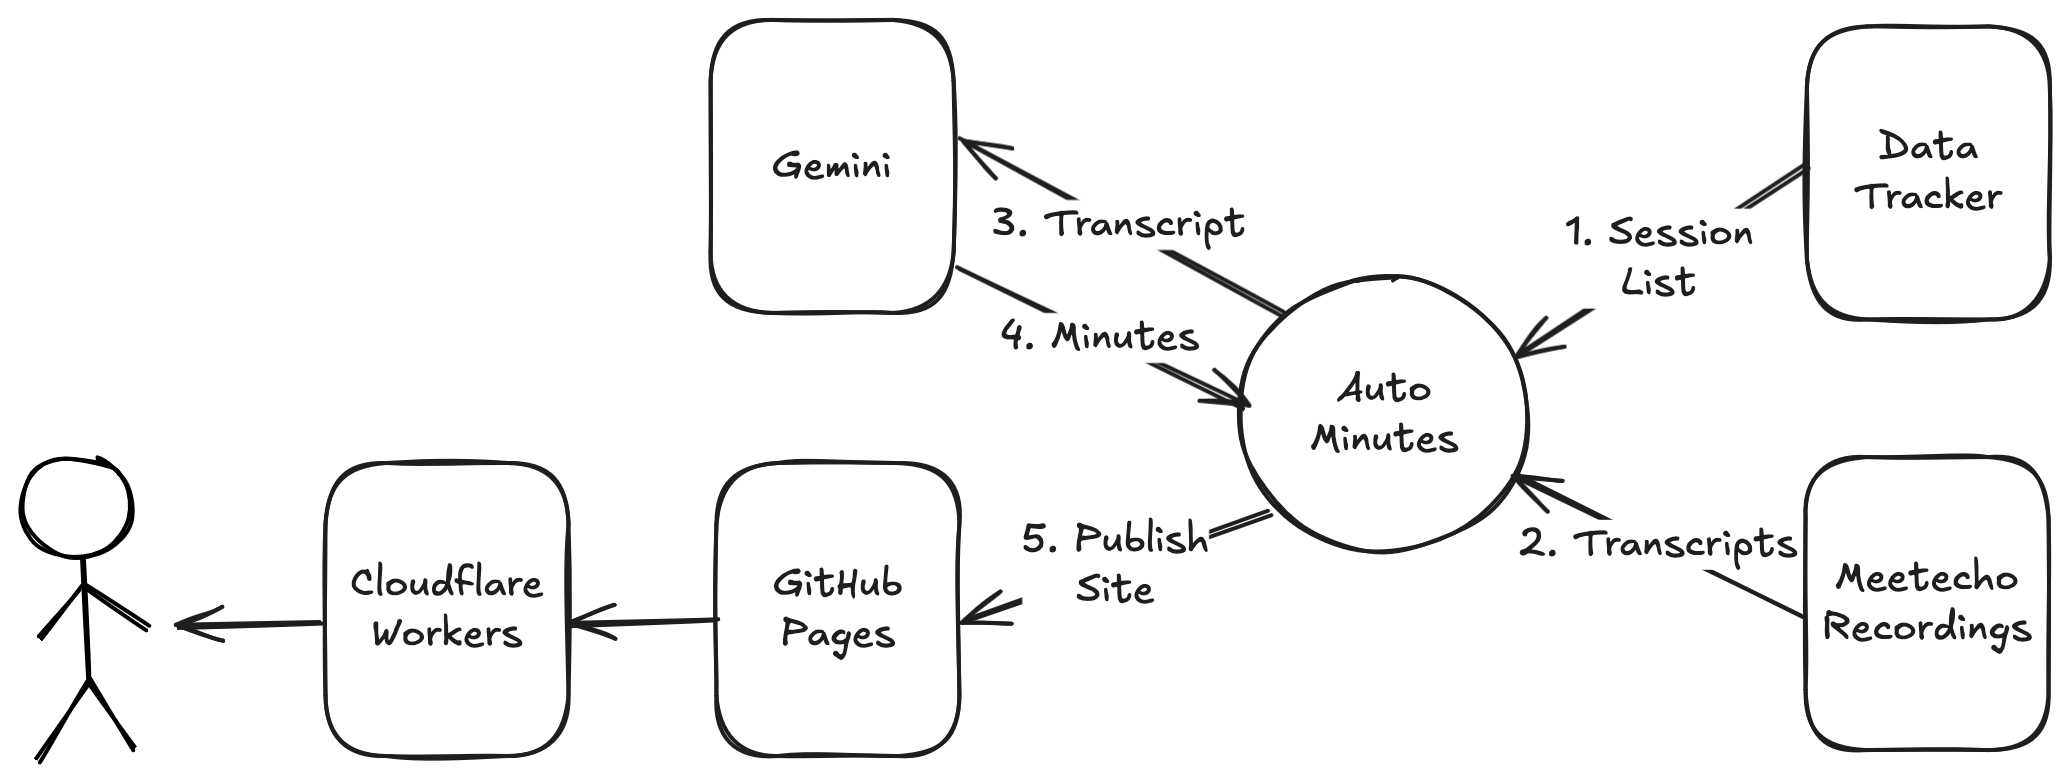 Gemini
Data
Tracker
3. Transcript
1. Session
List
4. Minutes
Auto
Minutes
5. Publish
Site
2. Transcripts
Cloudflare
Workers
GitHub
Pages
Meetecho
Recordings